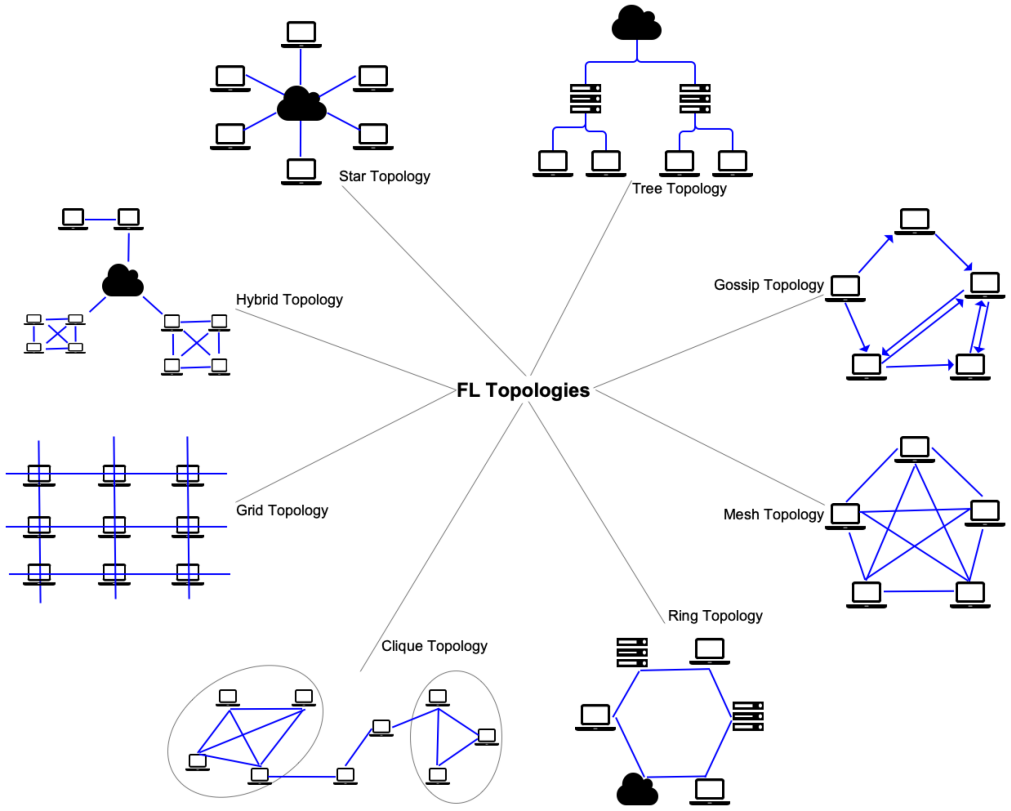 Star Topology
Tree Topology
Hybrid Topology
Gossip Topology
FL Topologies
Grid Topology
Mesh Topology
Ring Topology
Clique Topology